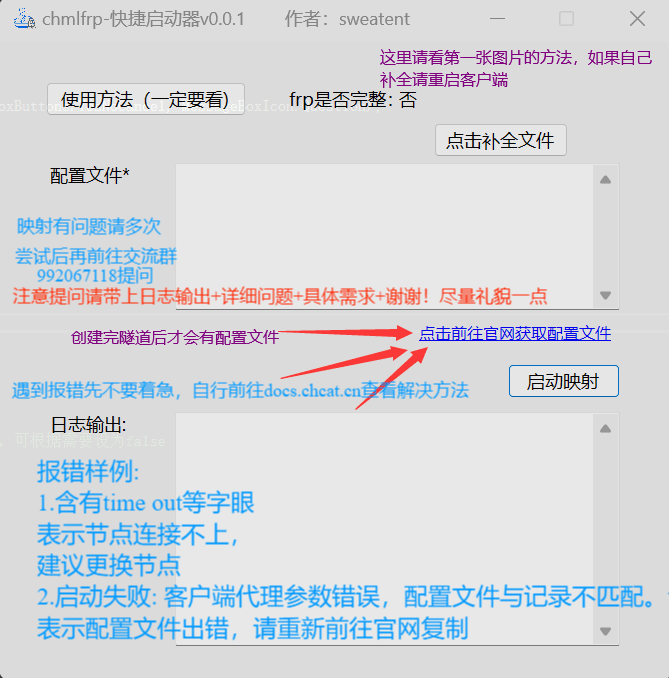 chmlfrp-快捷启动器v0.0.1 作者：sweatent
这里请看第一张图片的方法，如果自己
补全请重启客户端
使用方法（一定要看）
frp是否完整：否
点击补全文件
配置文件*
映射有问题请多次
尝试后再前往交流群
992067118提问
注意提问请带上日志输出+详细问题+具体需求+谢谢！尽量礼貌一点
创建完隧道后才会有配置文件
点击前往官网获取配置文件
遇到报错先不要着急，自行前往docs.chcat.cn查看解决方法
启动映射
日志输出:
可根据需要设为false
报错样例:
1.含有time out等字眼
表示节点连接不上，
建议更换节点
2.启动失败: 客户端代理参数错误，配置文件与记录不匹配。
表示配置文件出错，请重新前往官网复制